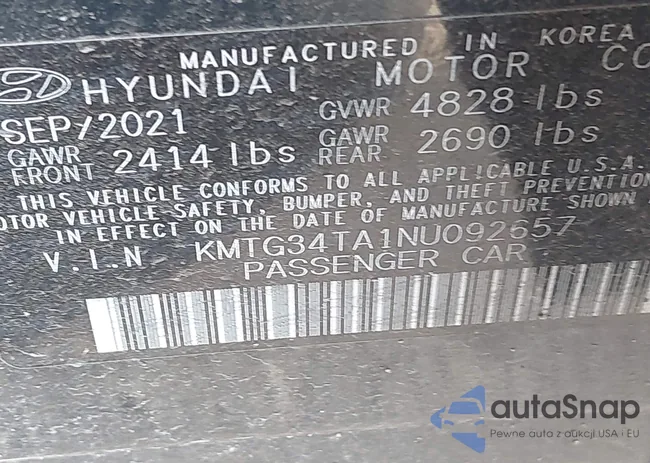 MANUFACTURED IN KOREA
HYUNDAI MOTOR CO
SEP/2021 GVWR 4828 lbs
GAWR FRONT 2414 lbs GAWR REAR 2690 lbs
THIS VEHICLE CONFORMS TO ALL APPLICABLE U.S.A.
OTOR VEHICLE SAFETY, BUMPER, AND THEFT PREVENTION
IN EFFECT ON THE DATE OF MANUFACTURE SHOWN
V.I.N KMTG34TA1NU092657
PASSENGER CAR
autoSnap
Pewne auta z aukcji USA i EU